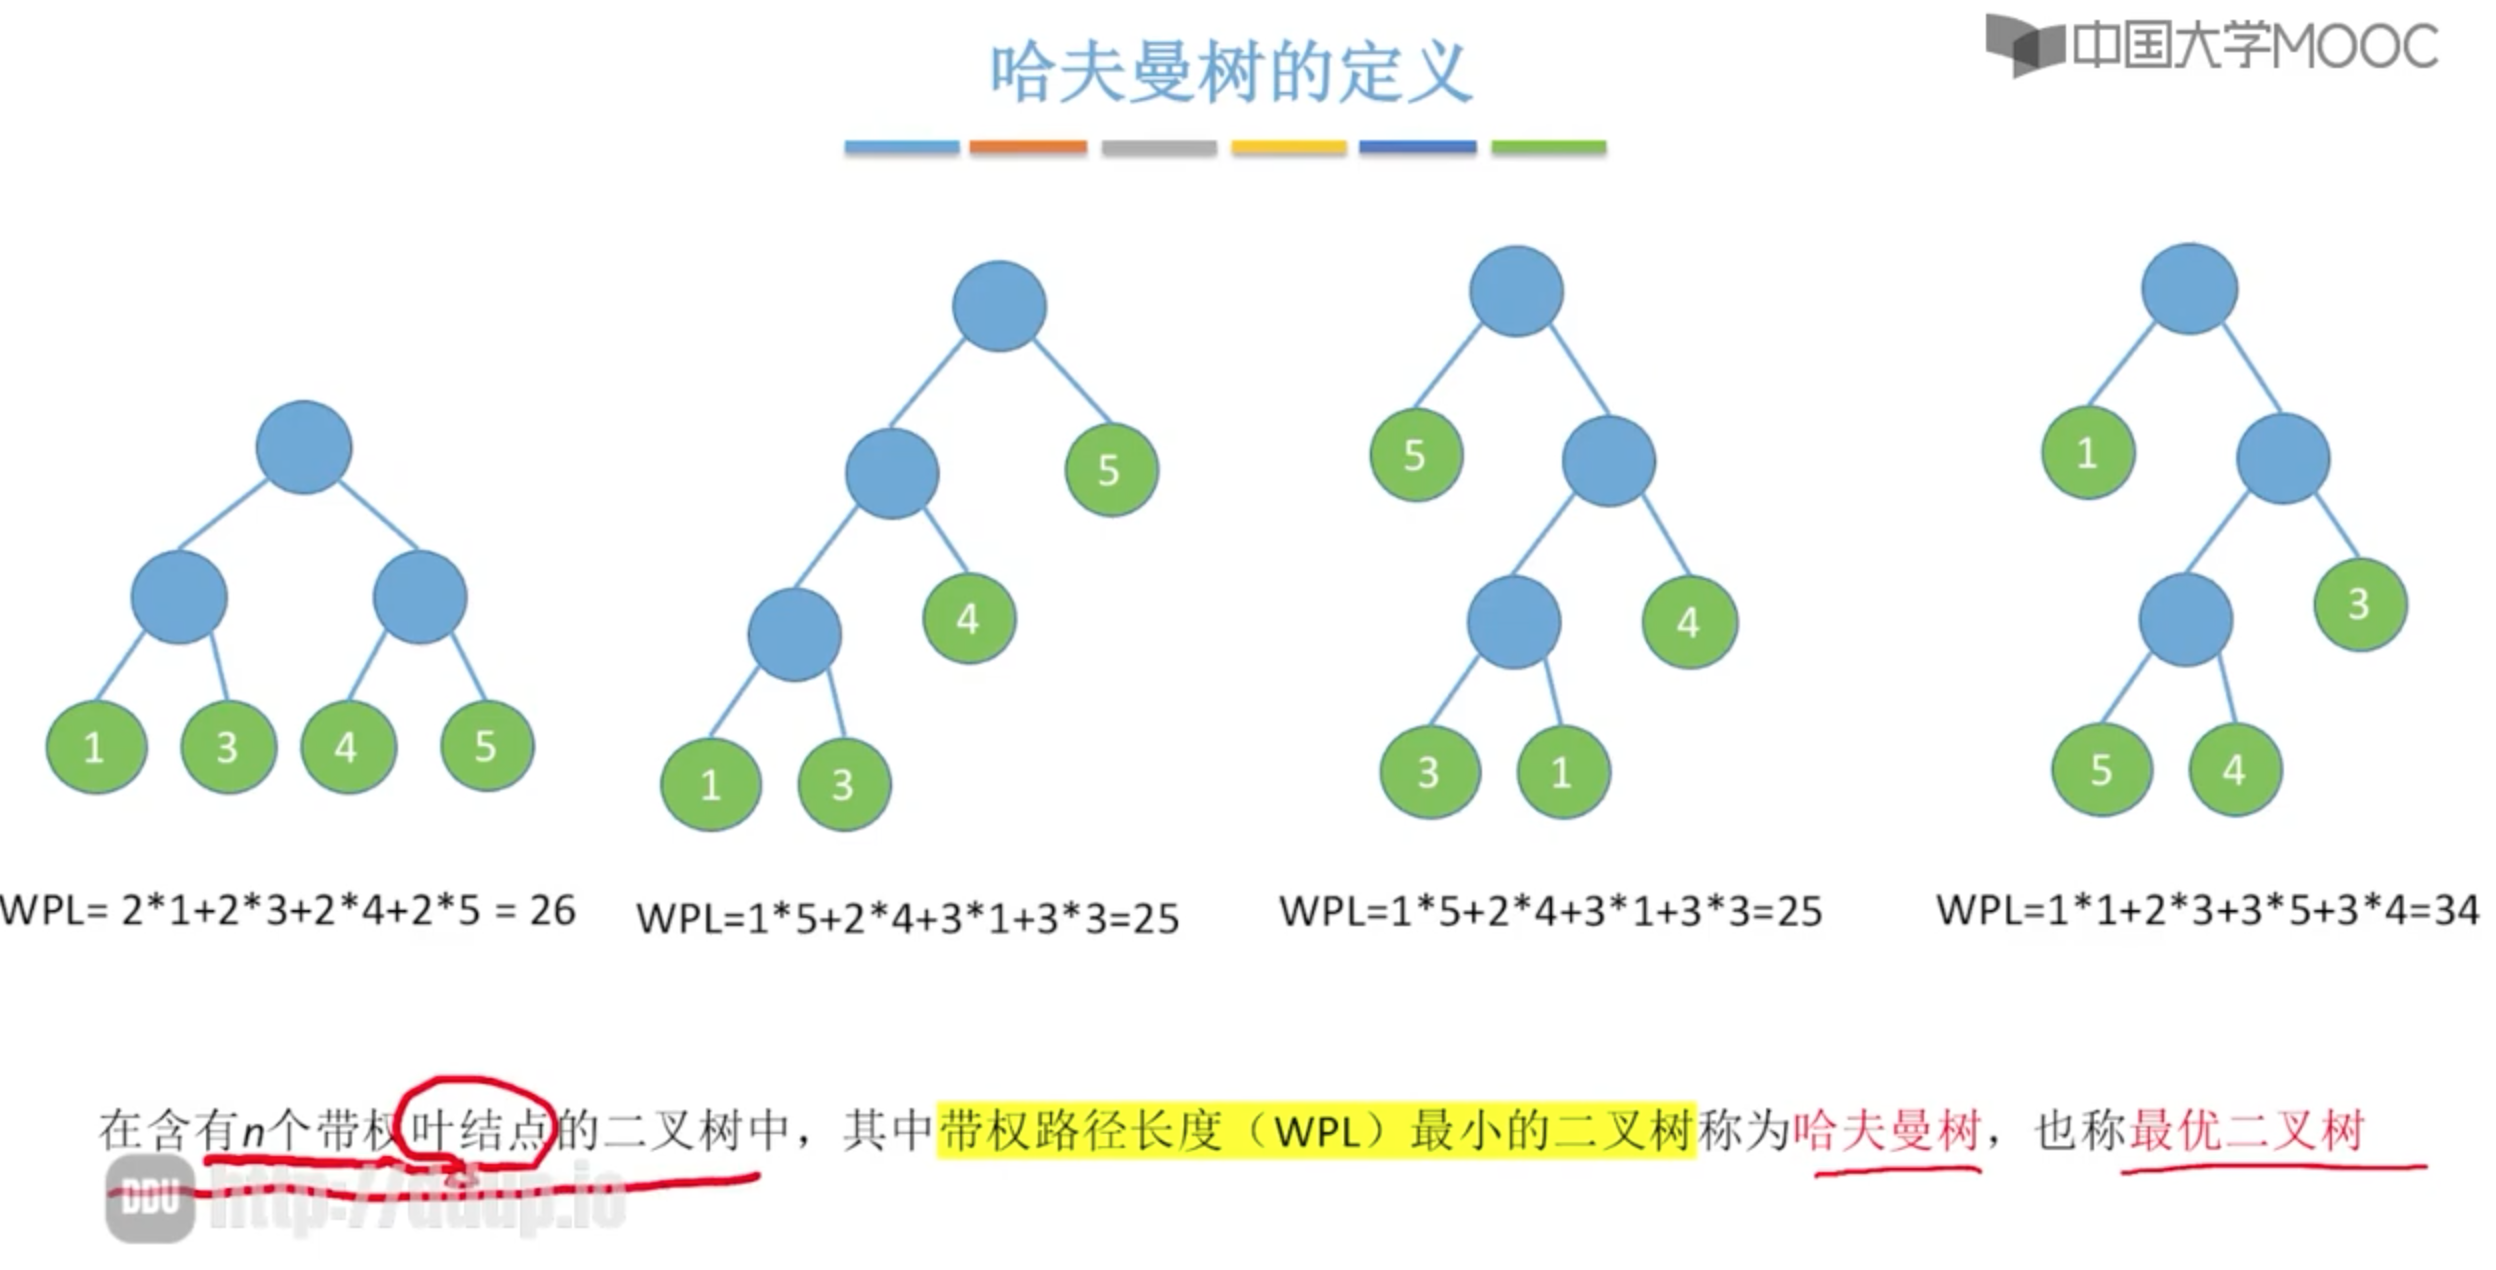 哈夫曼树的定义
中国大学MOOC
5
5
1
4
4
3
1
3
4
5
1
3
3
1
5
4
WPL= 2*1+2*3+2*4+2*5 = 26
WPL=1*5+2*4+3*1+3*3=25
WPL=1*5+2*4+3*1+3*3=25
WPL=1*1+2*3+3*5+3*4=34
在含有n个带权叶结点的二叉树中，其中带权路径长度（WPL）最小的二叉树称为哈夫曼树，也称最优二叉树
DDU http://ddup.io